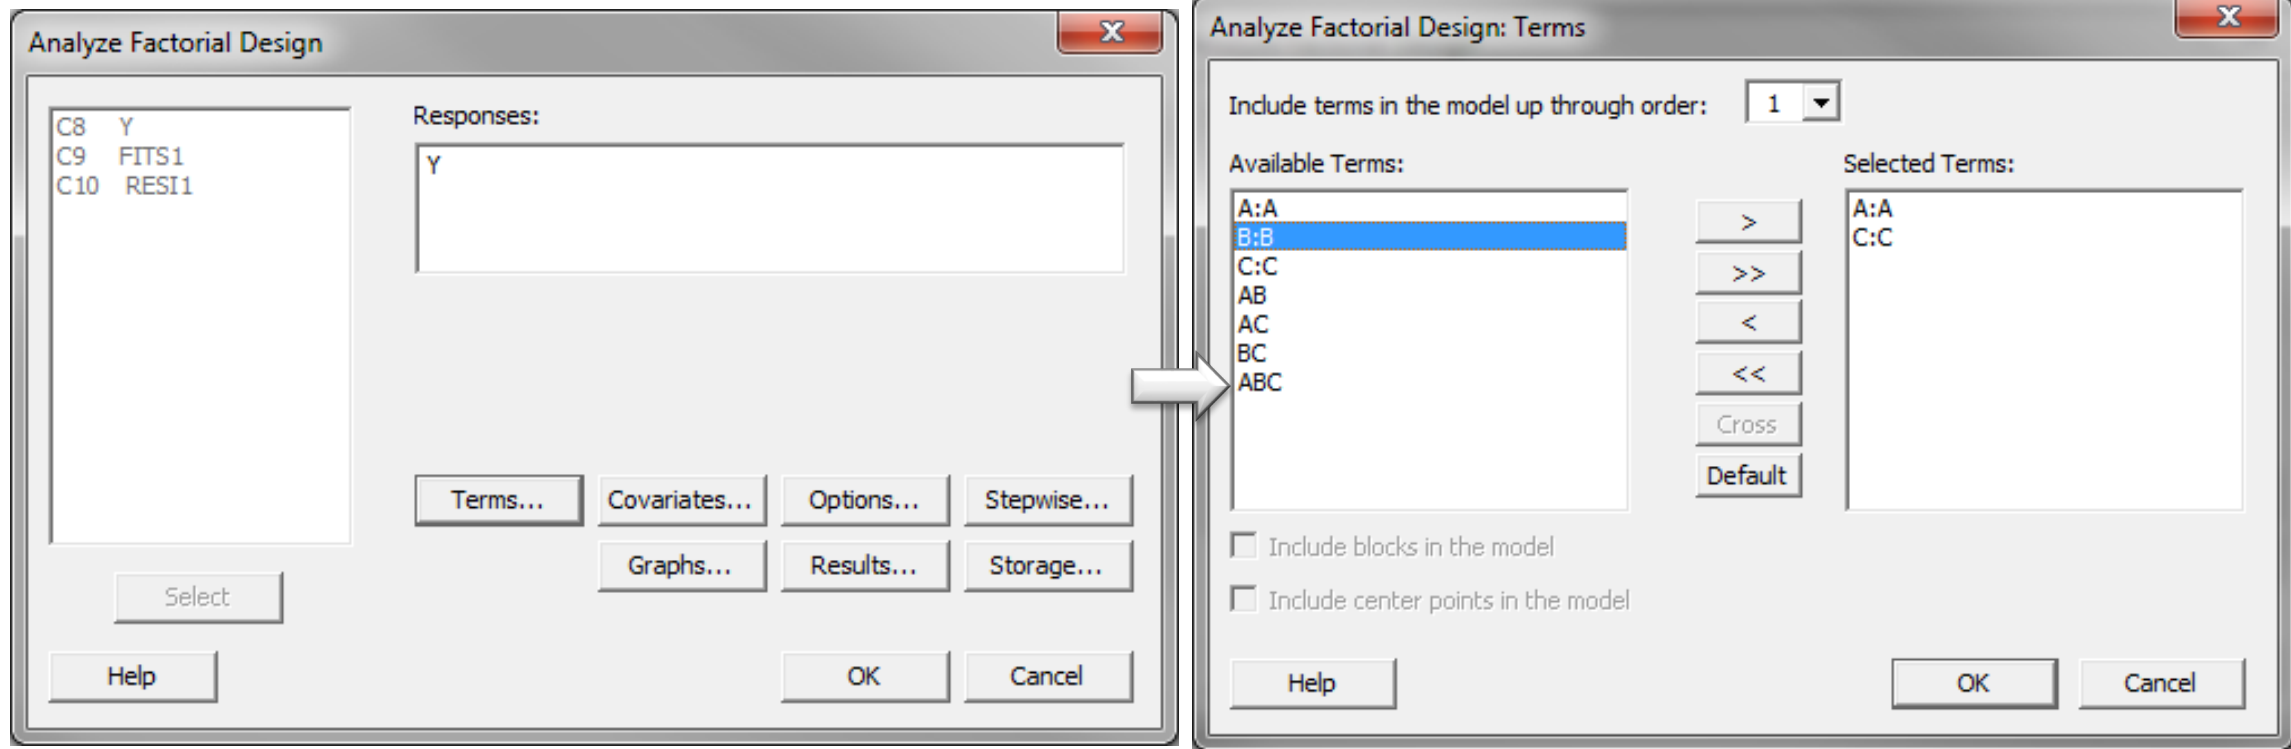 Analyze Factorial Design
C8 Y
C9 FITS1
C10 RESI1
Responses:
Y
Terms...
Covariates...
Options...
Stepwise...
Graphs...
Results...
Storage...
Select
Help
OK
Cancel
Analyze Factorial Design: Terms
Include terms in the model up through order: 1
Available Terms:
A:A
B:B
C:C
AB
AC
BC
ABC
>
>>
<
<<
Cross
Default
Selected Terms:
A:A
C:C
Include blocks in the model
Include center points in the model
Help
OK
Cancel